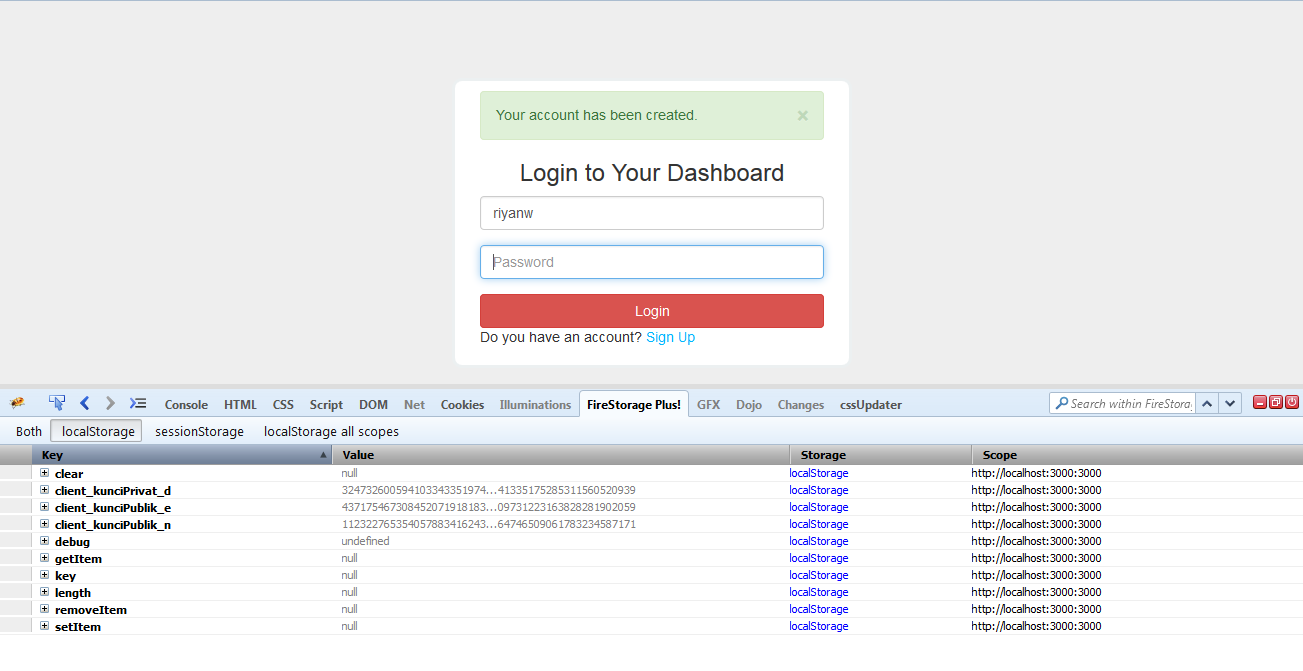 Your account has been created. ×
Login to Your Dashboard
riyanw
Password
Login
Do you have an account? Sign Up
Console HTML CSS Script DOM Net Cookies Illuminations FireStorage Plus! GFX Dojo Changes cssUpdater Search within FireStora
Both localStorage sessionStorage localStorage all scopes
Key Value Storage Scope
clear null localStorage http://localhost:3000:3000
client_kunciPrivat_d 324732600594103343351974...41335175285311560520939 localStorage http://localhost:3000:3000
client_kunciPublik_e 437175467308452071918183...09731223163828281902059 localStorage http://localhost:3000:3000
client_kunciPublik_n 112322765354057883416243...64746509061783234587171 localStorage http://localhost:3000:3000
debug undefined localStorage http://localhost:3000:3000
getItem null localStorage http://localhost:3000:3000
key null localStorage http://localhost:3000:3000
length null localStorage http://localhost:3000:3000
removeItem null localStorage http://localhost:3000:3000
setItem null localStorage http://localhost:3000:3000